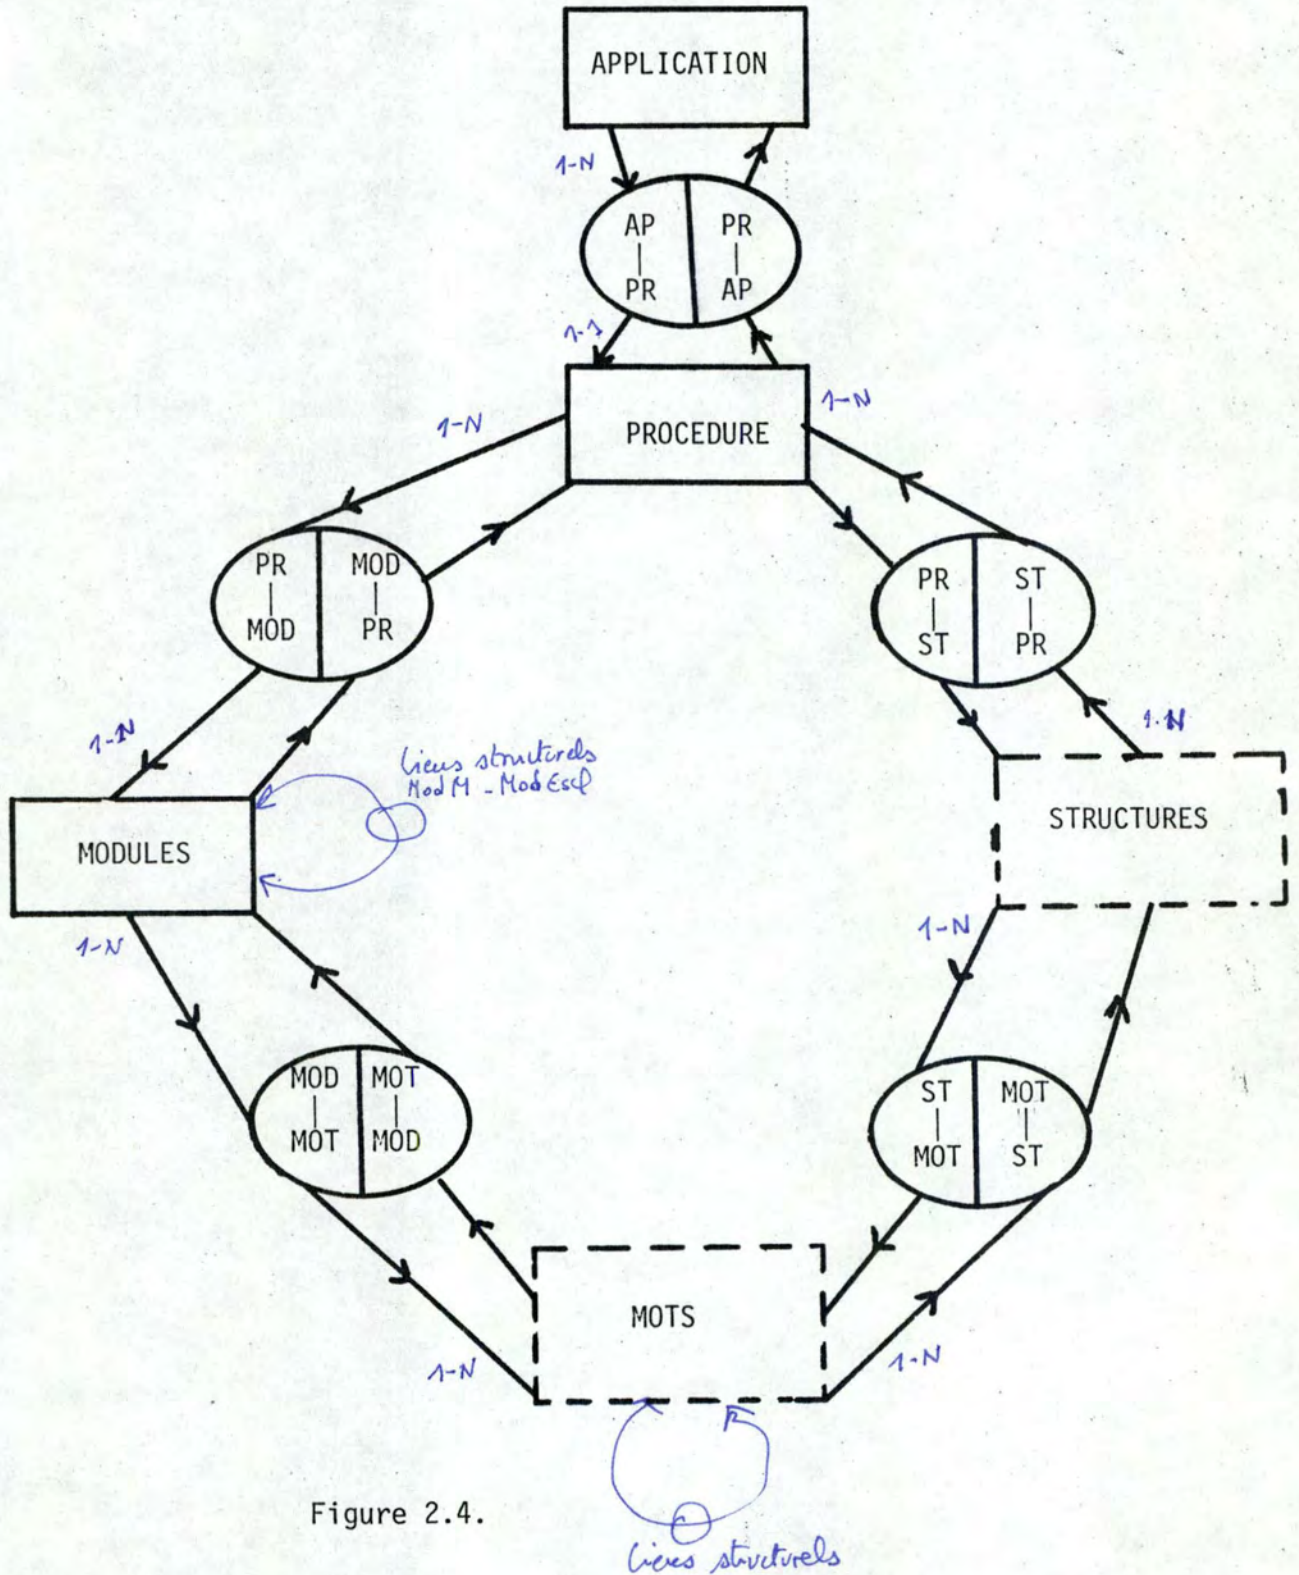 APPLICATION
1-N
AP PR
PR AP
1-1
PROCEDURE
1-N
1-N
PR MOD
MOD PR
PR ST
ST PR
1-N
1-N
liens structurels
Mod M - Mod Escl
MODULES
STRUCTURES
1-N
1-N
MOD MOT
MOT MOD
ST MOT
MOT ST
MOTS
1-N
1-N
Figure 2.4.
liens structurels